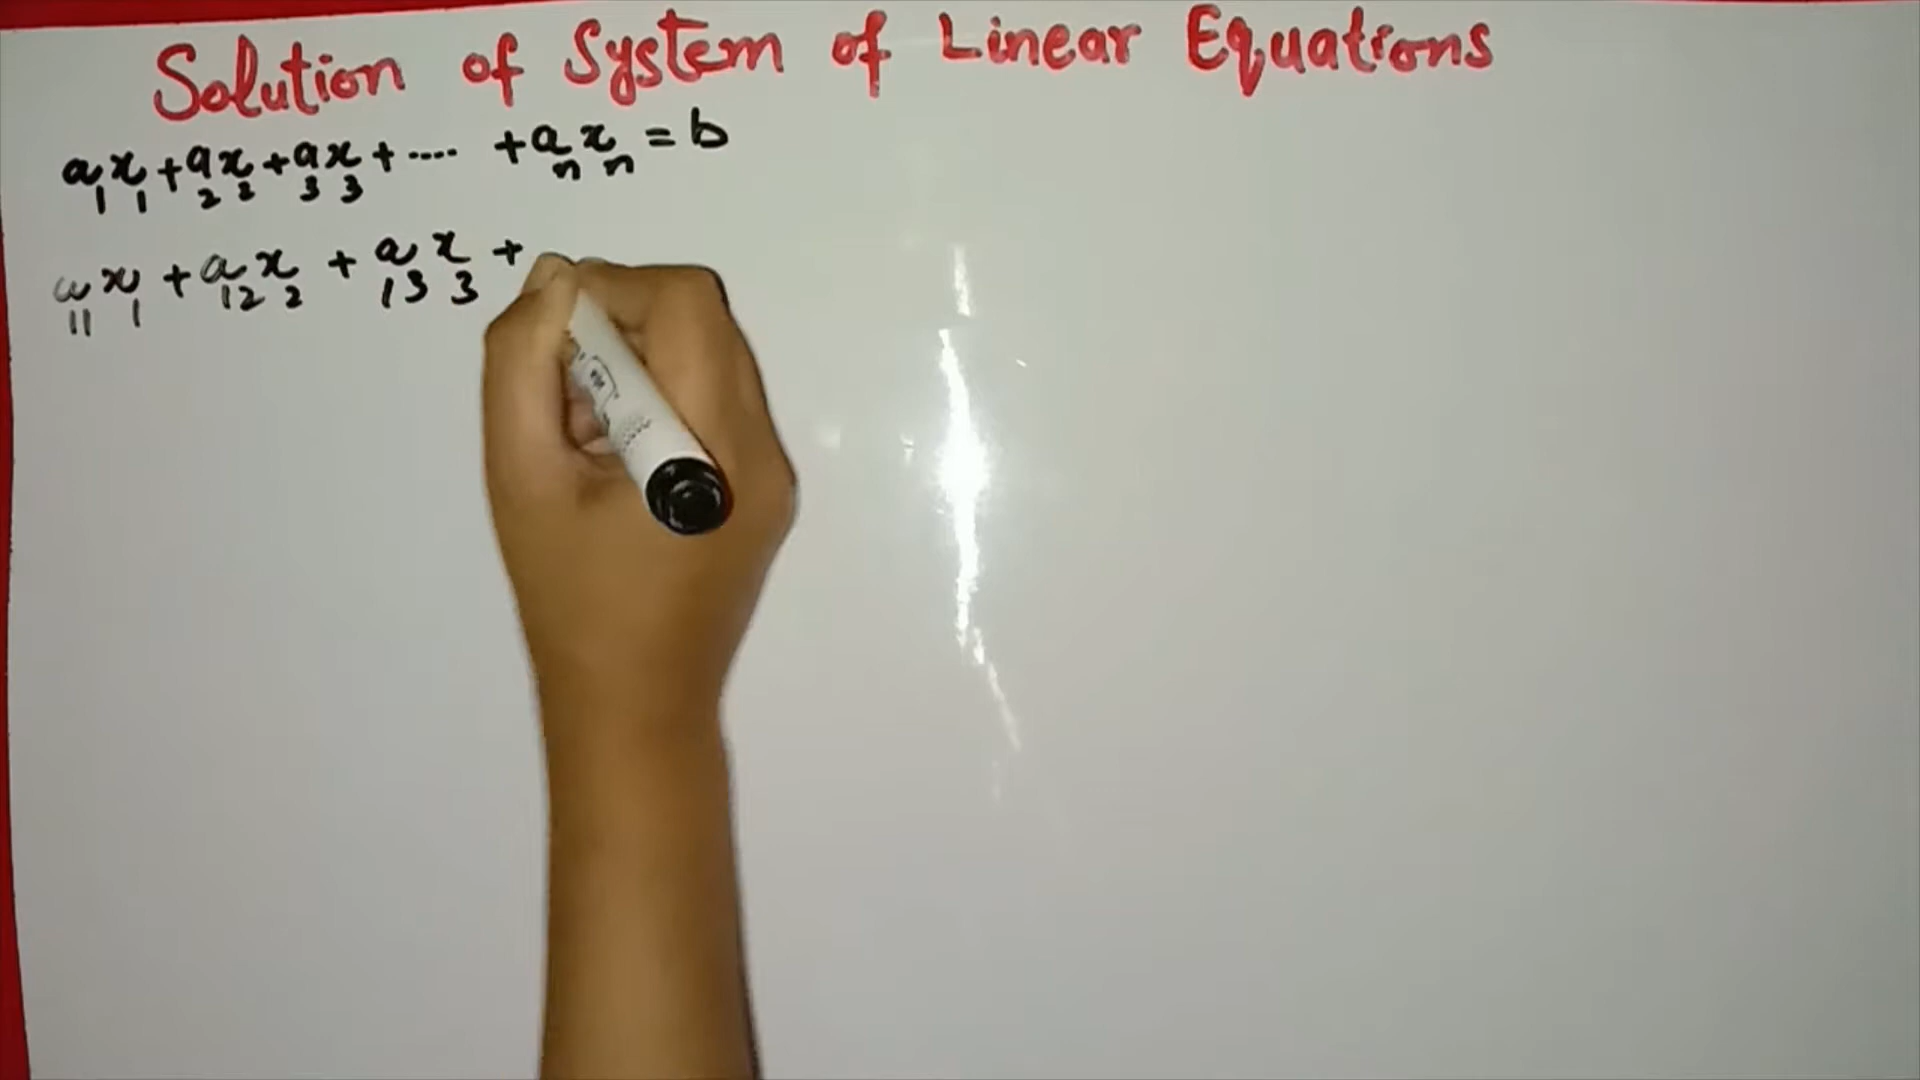 Solution of System of Linear Equations
a₁x₁+a₂x₂+a₃x₃+.... +aₙxₙ=b
a₁₁x₁+a₁₂x₂+a₁₃x₃+